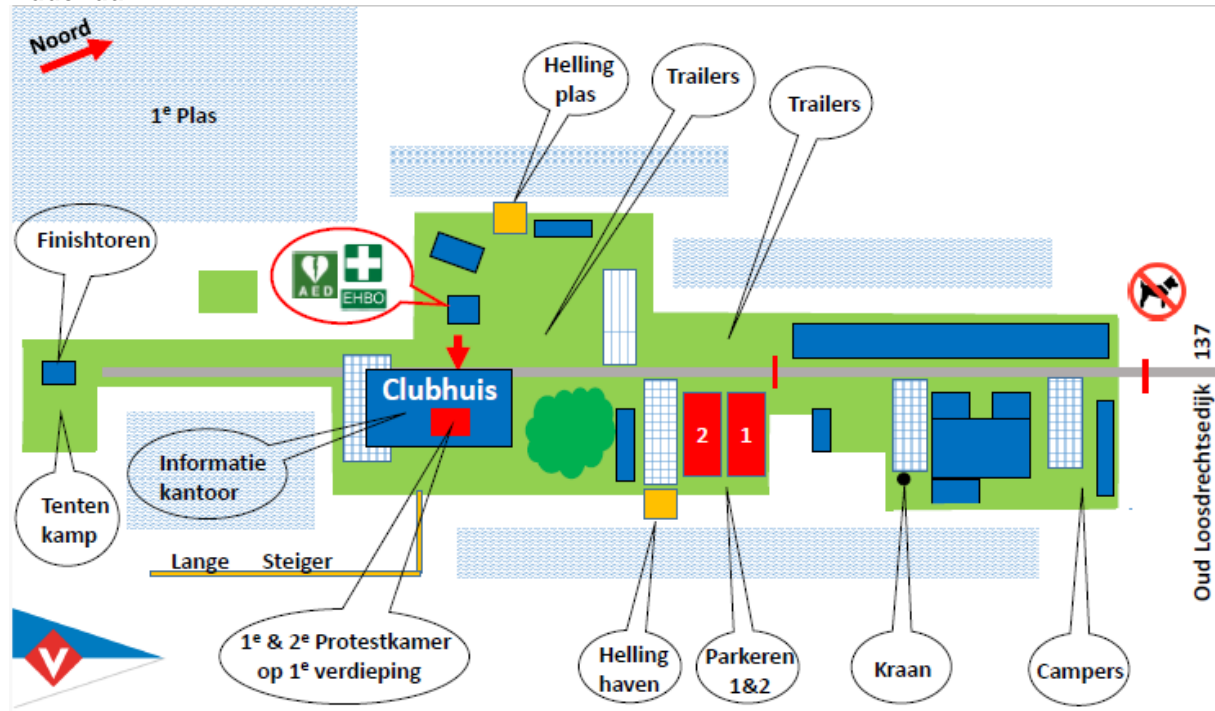 Noord
1e Plas
Helling
plas
Trailers
Trailers
Finishtoren
AED
EHBO
Clubhuis
2
1
Informatie
kantoor
Tenten
kamp
Lange Steiger
1e & 2e Protestkamer
op 1e verdieping
Helling
haven
Parkeren
1&2
Kraan
Campers
Oud Loosdrechtsedijk 137
V